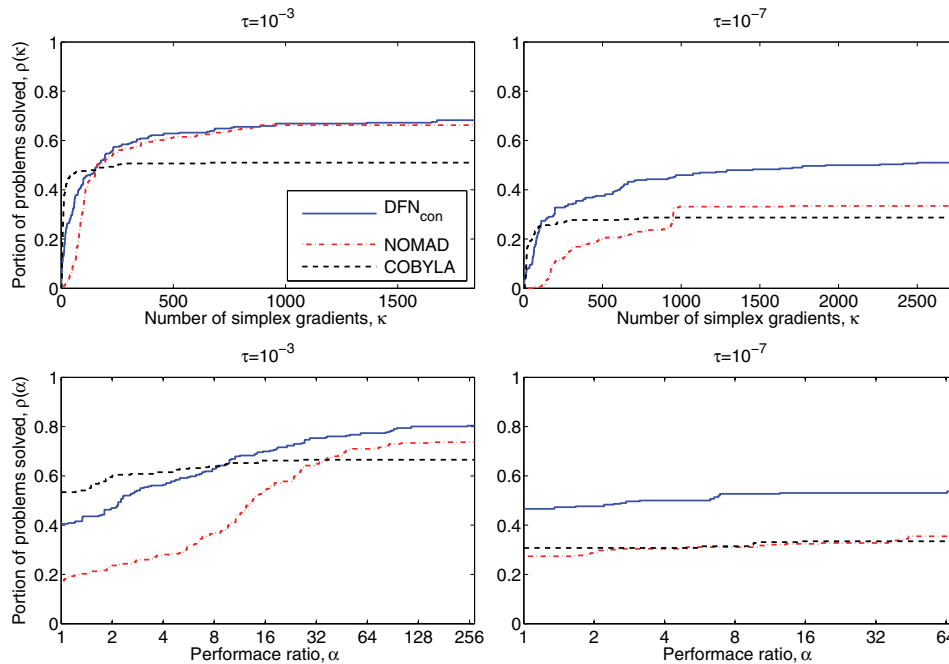 τ=10⁻³
Portion of problems solved, ρ(κ)
1
0.8
0.6
0.4
0.2
0
0 500 1000 1500
Number of simplex gradients, κ
DFN_con
NOMAD
COBYLA
τ=10⁻⁷
1
0.8
0.6
0.4
0.2
0
0 500 1000 1500 2000 2500
Number of simplex gradients, κ
τ=10⁻³
Portion of problems solved, ρ(α)
1
0.8
0.6
0.4
0.2
0
1 2 4 8 16 32 64 128 256
Performace ratio, α
τ=10⁻⁷
1
0.8
0.6
0.4
0.2
0
1 2 4 8 16 32 64
Performace ratio, α